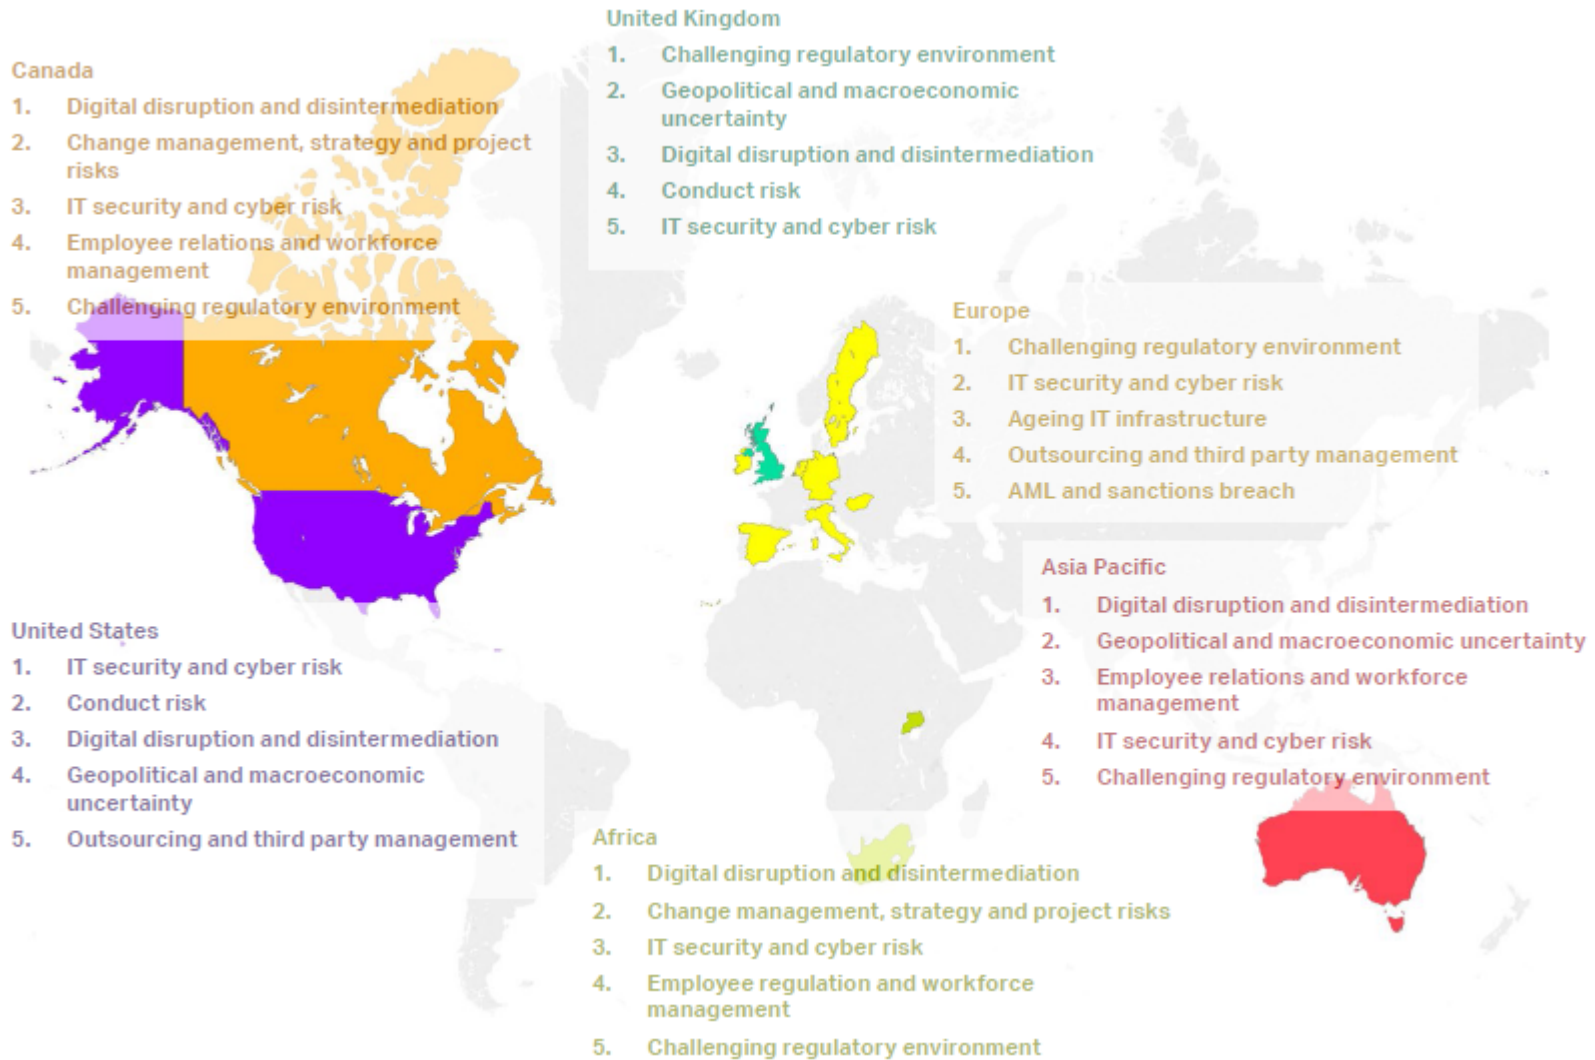 United Kingdom
1. Challenging regulatory environment
2. Geopolitical and macroeconomic
uncertainty
3. Digital disruption and disintermediation
4. Conduct risk
5. IT security and cyber risk
Canada
1. Digital disruption and disintermediation
2. Change management, strategy and project
risks
3. IT security and cyber risk
4. Employee relations and workforce
management
5. Challenging regulatory environment
Europe
1. Challenging regulatory environment
2. IT security and cyber risk
3. Ageing IT infrastructure
4. Outsourcing and third party management
5. AML and sanctions breach
Asia Pacific
1. Digital disruption and disintermediation
2. Geopolitical and macroeconomic uncertainty
3. Employee relations and workforce
management
4. IT security and cyber risk
5. Challenging regulatory environment
United States
1. IT security and cyber risk
2. Conduct risk
3. Digital disruption and disintermediation
4. Geopolitical and macroeconomic
uncertainty
5. Outsourcing and third party management
Africa
1. Digital disruption and disintermediation
2. Change management, strategy and project risks
3. IT security and cyber risk
4. Employee regulation and workforce
management
5. Challenging regulatory environment